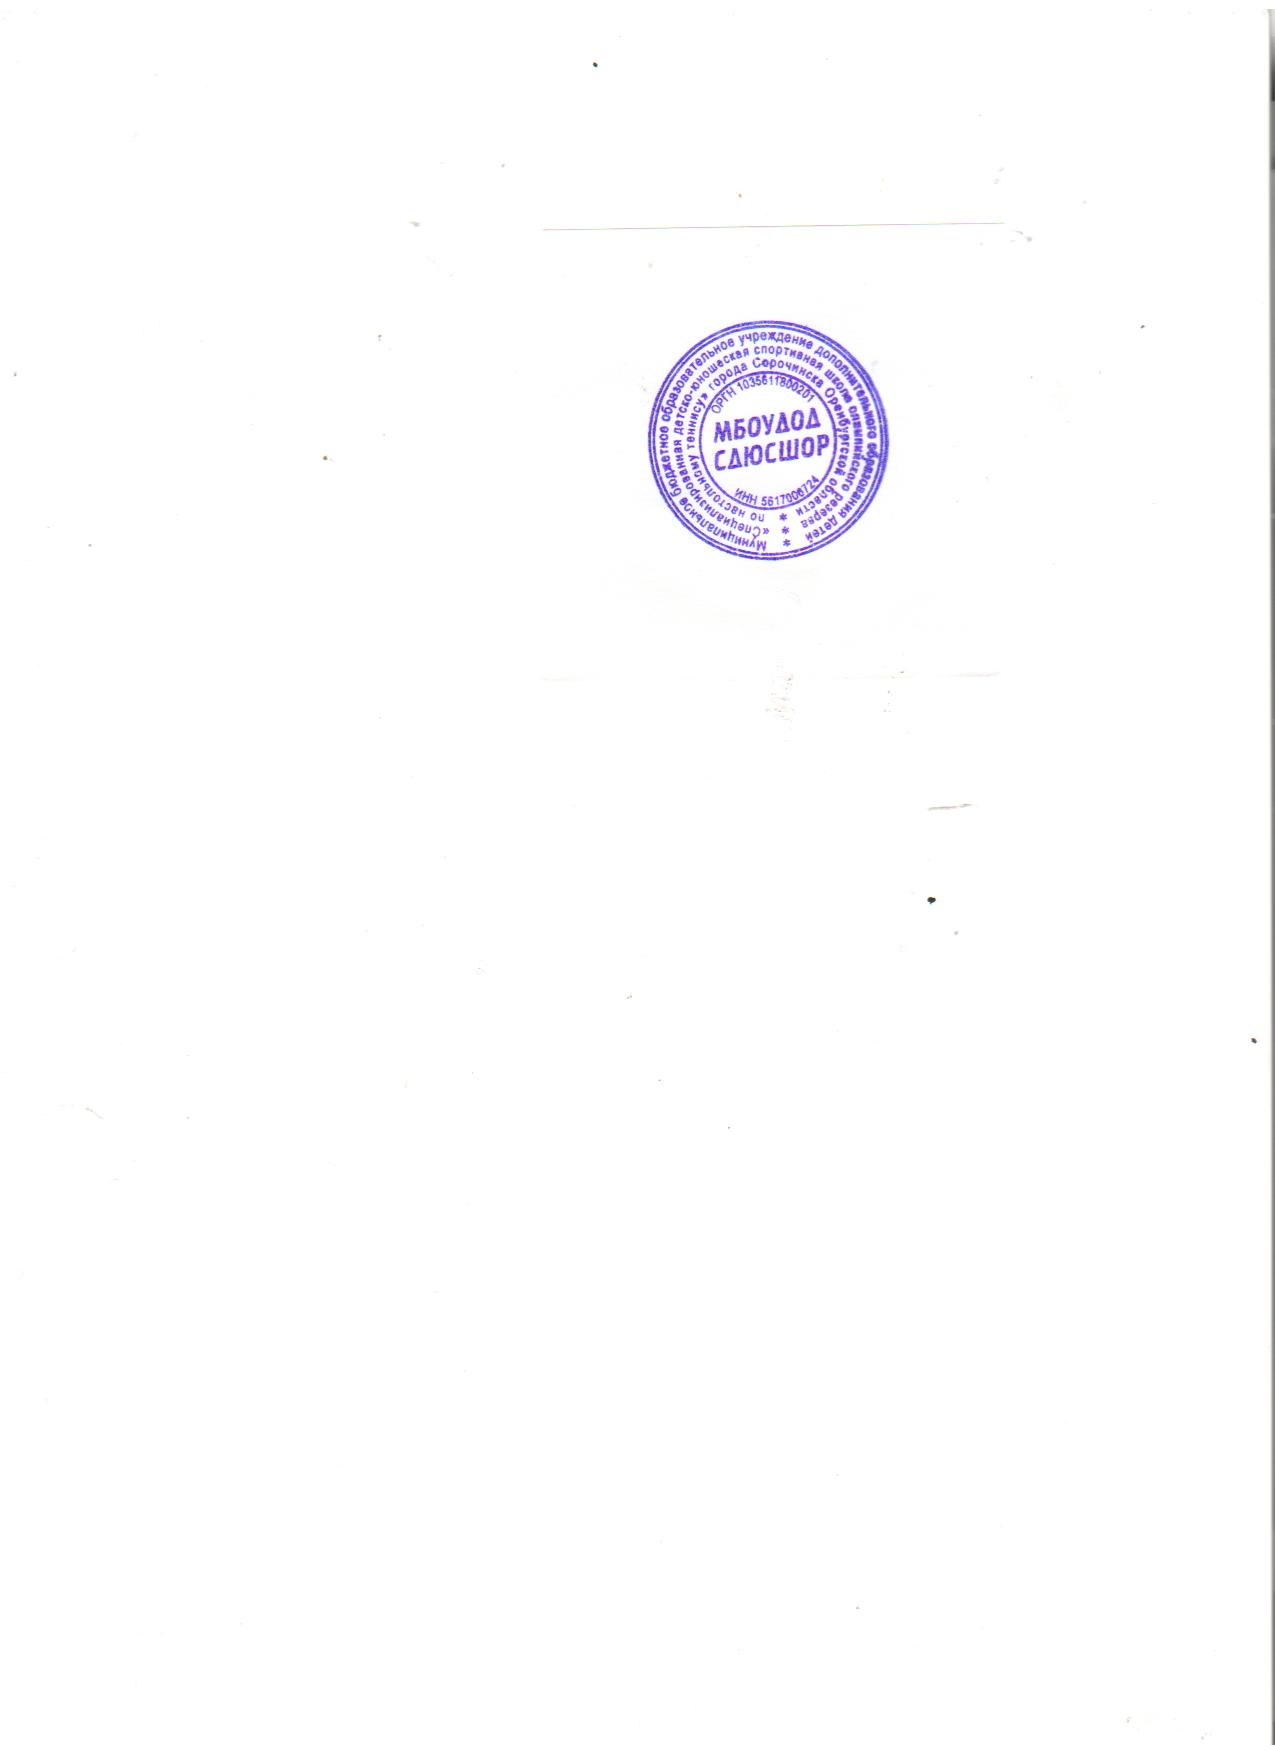 Муниципальное бюджетное образовательное учреждение дополнительного образования детей *
«Специализированная детско-юношеская спортивная школа олимпийского резерва *
по настольному теннису» города Сорочинска Оренбургской области *
ОРГН 1035611800201
МБОУДОД
СДЮСШОР
ИНН 5617006724